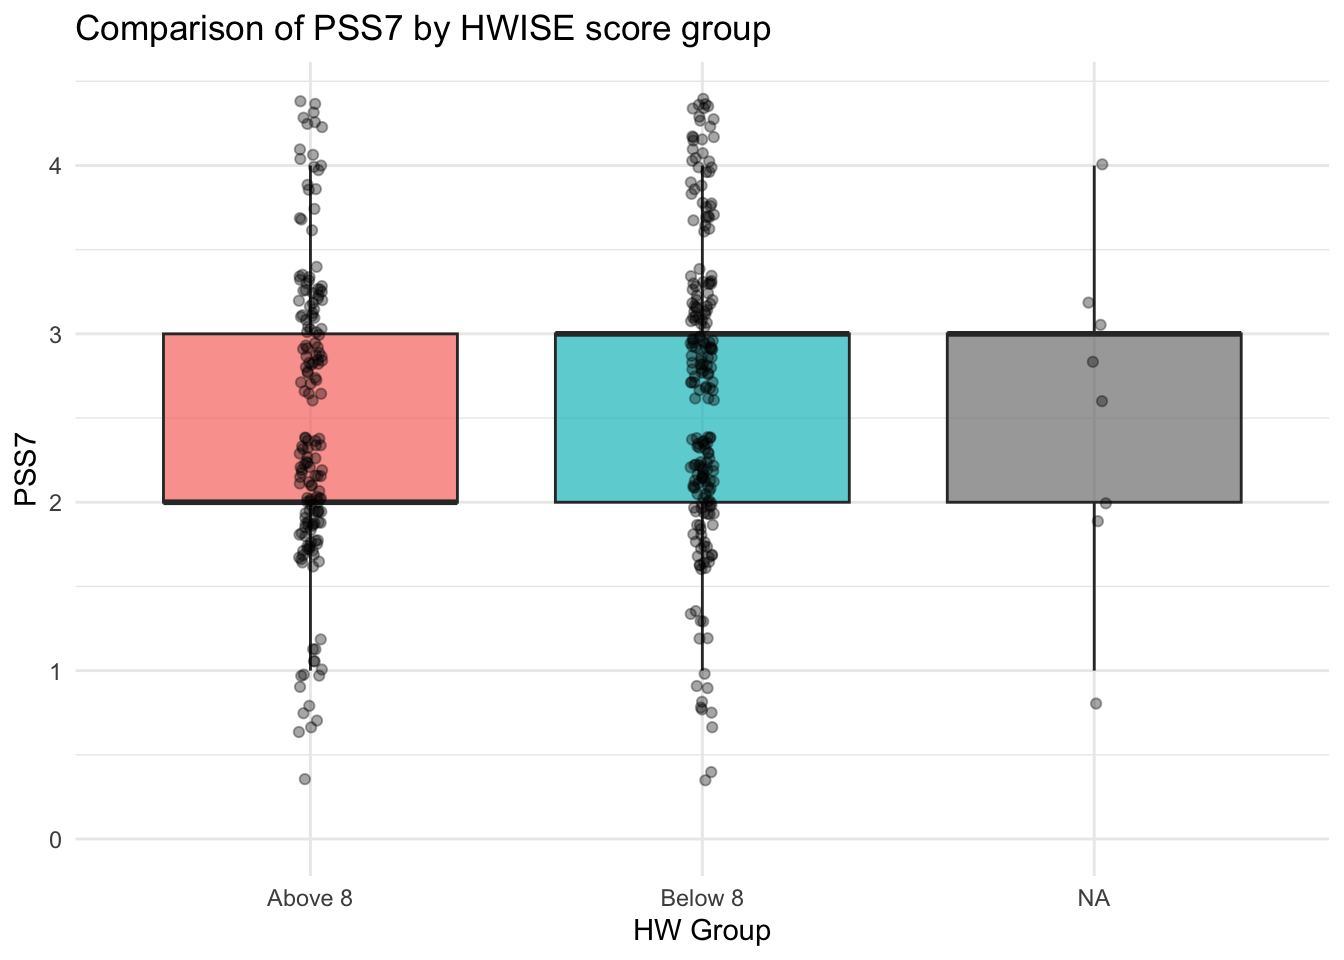 Comparison of PSS7 by HWISE score group
PSS7
4
3
2
1
0
Above 8
Below 8
NA
HW Group